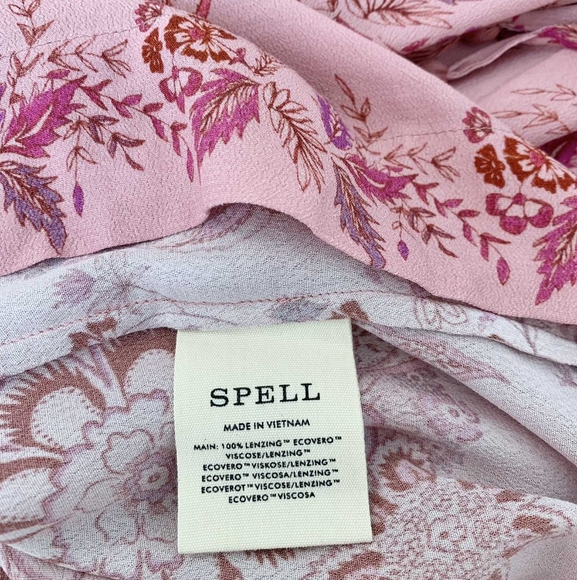 SPELL
MADE IN VIETNAM
MAIN: 100% LENZING™ ECOVERO™
VISCOSE/LENZING™
ECOVERO™ VISKOSE/LENZING™
ECOVERO™ VISCOSA/LENZING™
ECOVEROT™ VISCOSE/LENZING™
ECOVERO™ VISCOSA